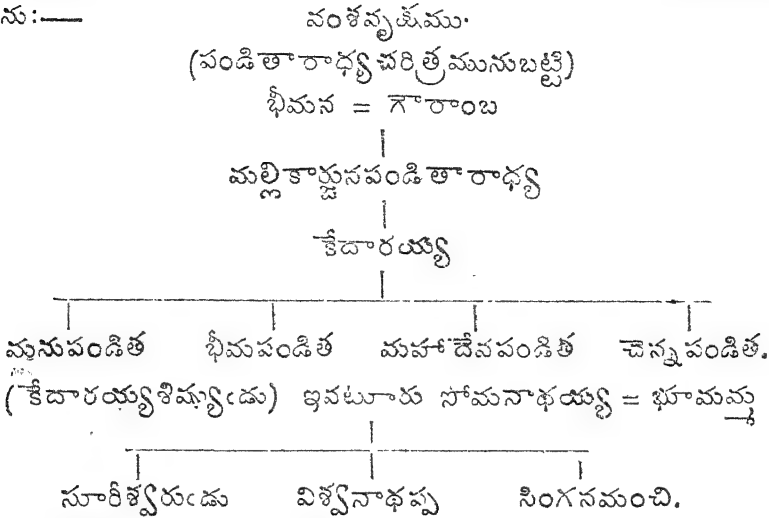 ను:— వంశవృక్షము.
(పండితారాధ్యచరిత్రమునుబట్టి)
భీమన = గౌరాంబ
మల్లికార్జునపండితారాధ్య
కేదారయ్య
మనుపండిత భీమపండిత మహాదేవపండిత చెన్నపండిత.
(కేదారయ్యశిష్యుఁడు) ఇవటూరు సోమనాథయ్య = భూమమ్మ
సూరీశ్వరుఁడు విశ్వనాథప్ప సింగనమంచి.